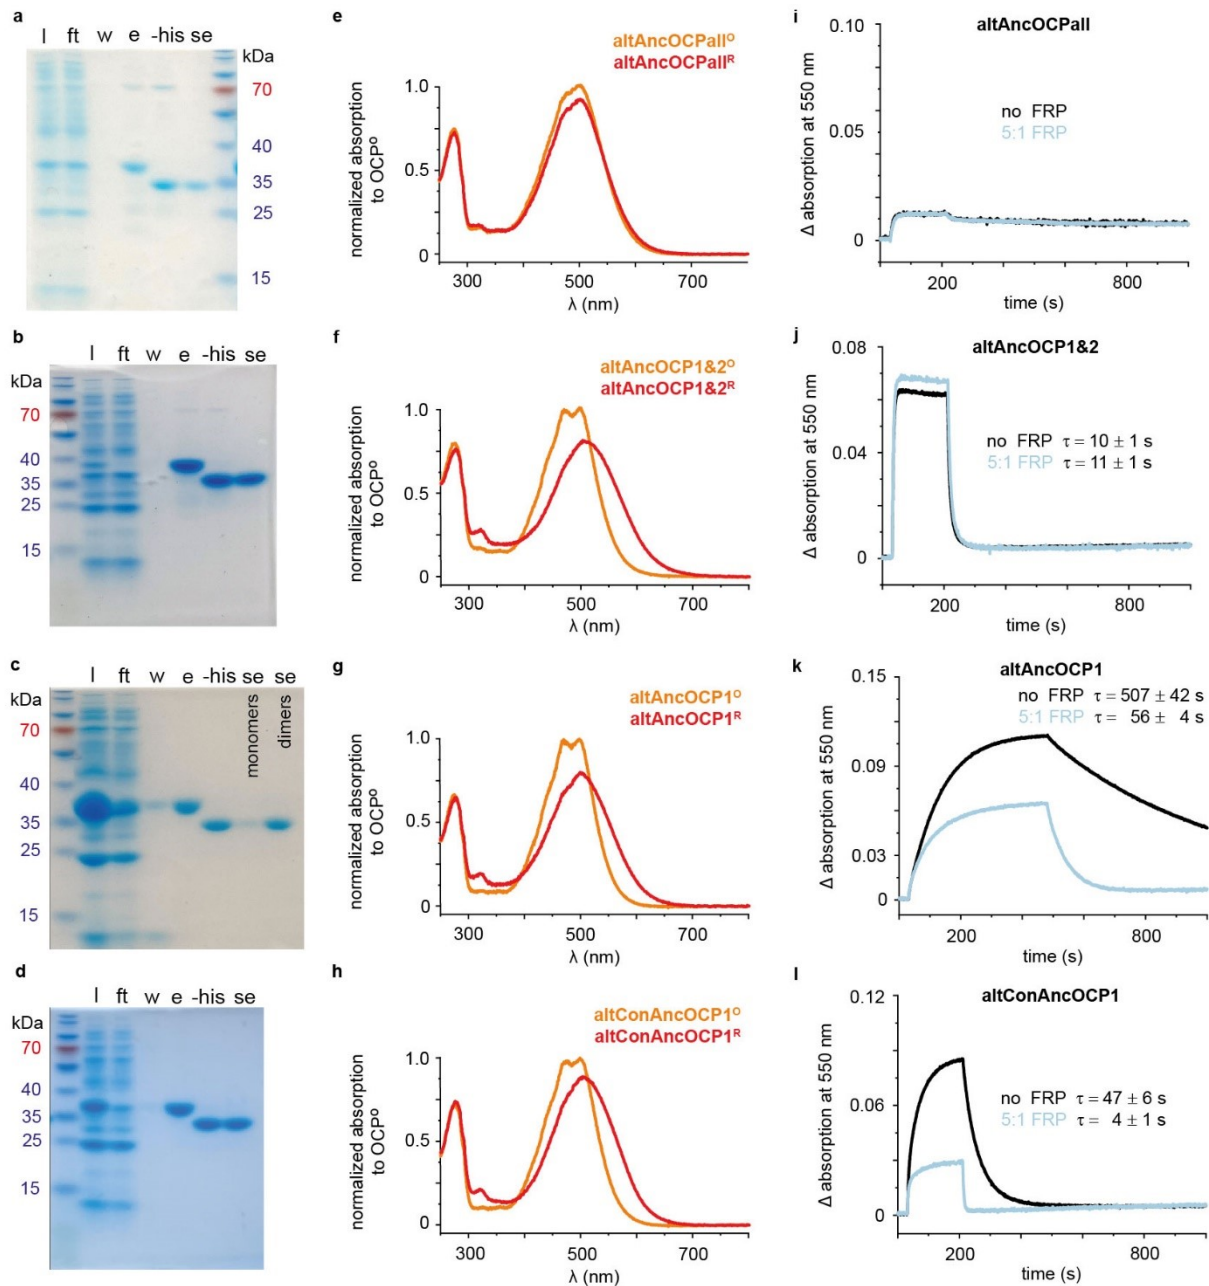 a
l ft w e -his se
kDa
70
40
35
25
15
e
altAncOCPallᴼ
altAncOCPallᴿ
normalized absorption
to OCPᴼ
1.0
0.5
0
300 500 700
λ (nm)
i
altAncOCPall
Δ absorption at 550 nm
0.10
0.05
0
no FRP
5:1 FRP
200 800
time (s)
b
l ft w e -his se
kDa
70
40
35
25
15
f
altAncOCP1&2ᴼ
altAncOCP1&2ᴿ
normalized absorption
to OCPᴼ
1.0
0.5
0
300 500 700
λ (nm)
j
altAncOCP1&2
Δ absorption at 550 nm
0.08
0.04
0
no FRP τ = 10 ± 1 s
5:1 FRP τ = 11 ± 1 s
200 800
time (s)
c
l ft w e -his se se
monomers
dimers
kDa
70
40
35
25
15
g
altAncOCP1ᴼ
altAncOCP1ᴿ
normalized absorption
to OCPᴼ
1.0
0.5
0
300 500 700
λ (nm)
k
altAncOCP1
no FRP τ = 507 ± 42 s
5:1 FRP τ = 56 ± 4 s
Δ absorption at 550 nm
0.15
0.09
0.03
0
200 800
time (s)
d
l ft w e -his se
kDa
70
40
35
25
15
h
altConAncOCP1ᴼ
altConAncOCP1ᴿ
normalized absorption
to OCPᴼ
1.0
0.5
0
300 500 700
λ (nm)
l
altConAncOCP1
Δ absorption at 550 nm
0.12
0.06
0
no FRP τ = 47 ± 6 s
5:1 FRP τ = 4 ± 1 s
200 800
time (s)